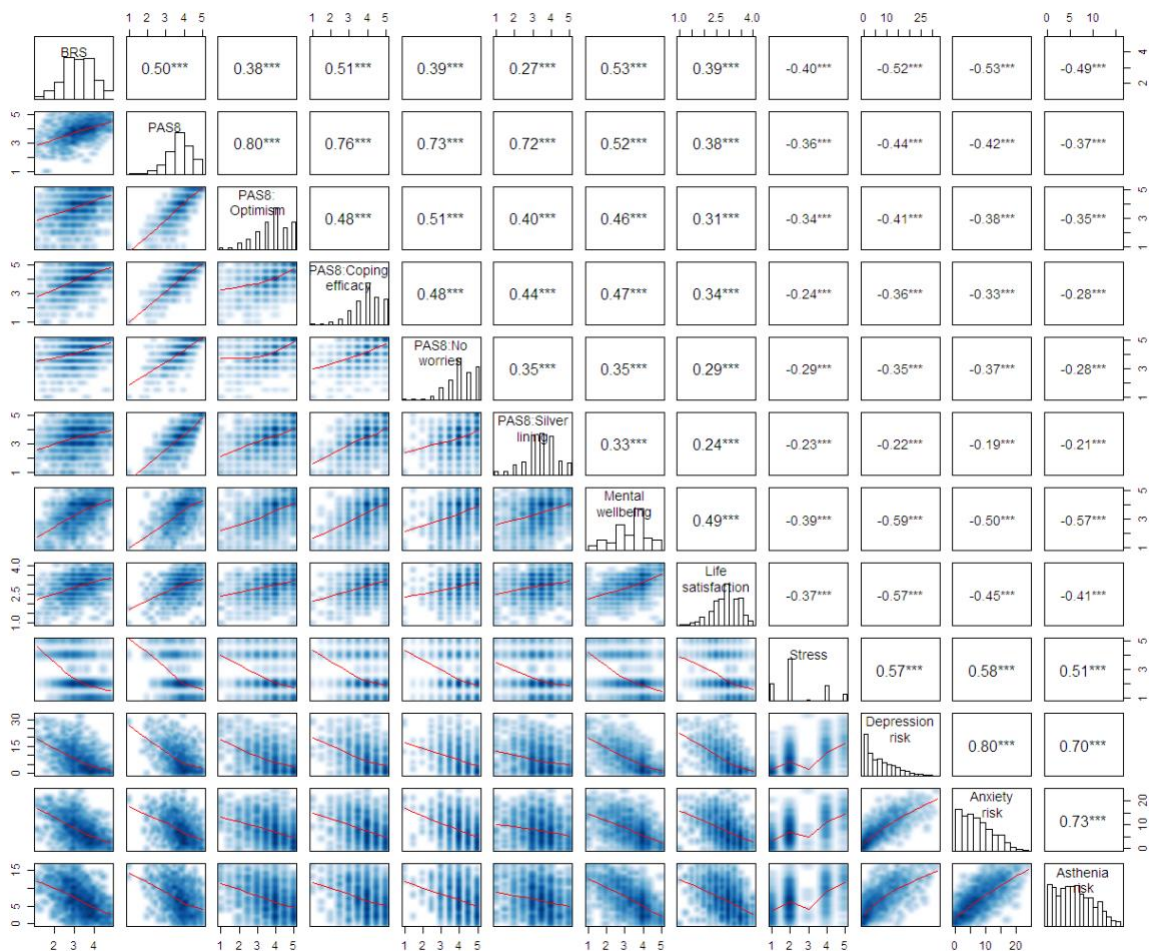 1 2 3 4 5 1 2 3 4 5 1 2 3 4 5 1.0 2.5 4.0 0 10 25 0 5 15
BRS
0.50*** 0.38*** 0.51*** 0.39*** 0.27*** 0.53*** 0.39*** -0.40*** -0.52*** -0.53*** -0.49***
2 4
1 3 5
PAS8
0.80*** 0.76*** 0.73*** 0.72*** 0.52*** 0.38*** -0.36*** -0.44*** -0.42*** -0.37***
PAS8:
Optimism
0.48*** 0.51*** 0.40*** 0.46*** 0.31*** -0.34*** -0.41*** -0.38*** -0.35***
1 3 5
1 3 5
PAS8:Coping
efficacy
0.48*** 0.44*** 0.47*** 0.34*** -0.24*** -0.36*** -0.33*** -0.28***
PAS8:No
worries
0.35*** 0.35*** 0.29*** -0.29*** -0.35*** -0.37*** -0.28***
1 3 5
1 3 5
PAS8:Silver
lining
0.33*** 0.24*** -0.23*** -0.22*** -0.19*** -0.21***
Mental
wellbeing
0.49*** -0.39*** -0.59*** -0.50*** -0.57***
1 3 5
1.0 2.5 4.0
Life
satisfaction
-0.37*** -0.57*** -0.45*** -0.41***
Stress
0.57*** 0.58*** 0.51***
1 3 5
0 15 30
Depression
risk
0.80*** 0.70***
Anxiety
risk
0.73***
0 10 20
0 5 15
Asthenia
risk
2 3 4 1 2 3 4 5 1 2 3 4 5 1 2 3 4 5 1 2 3 4 5 0 10 20